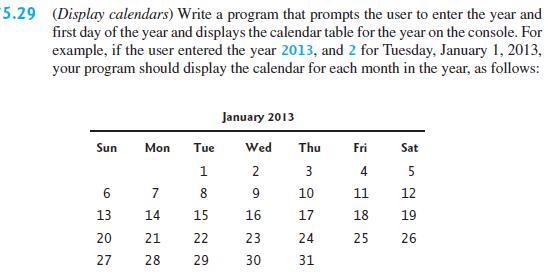 5.29 (Display calendars) Write a program that prompts the user to enter the year and
first day of the year and displays the calendar table for the year on the console. For
example, if the user entered the year 2013, and 2 for Tuesday, January 1, 2013,
your program should display the calendar for each month in the year, as follows:
January 2013
Sun Mon Tue Wed Thu Fri Sat
1 2 3 4 5
6 7 8 9 10 11 12
13 14 15 16 17 18 19
20 21 22 23 24 25 26
27 28 29 30 31